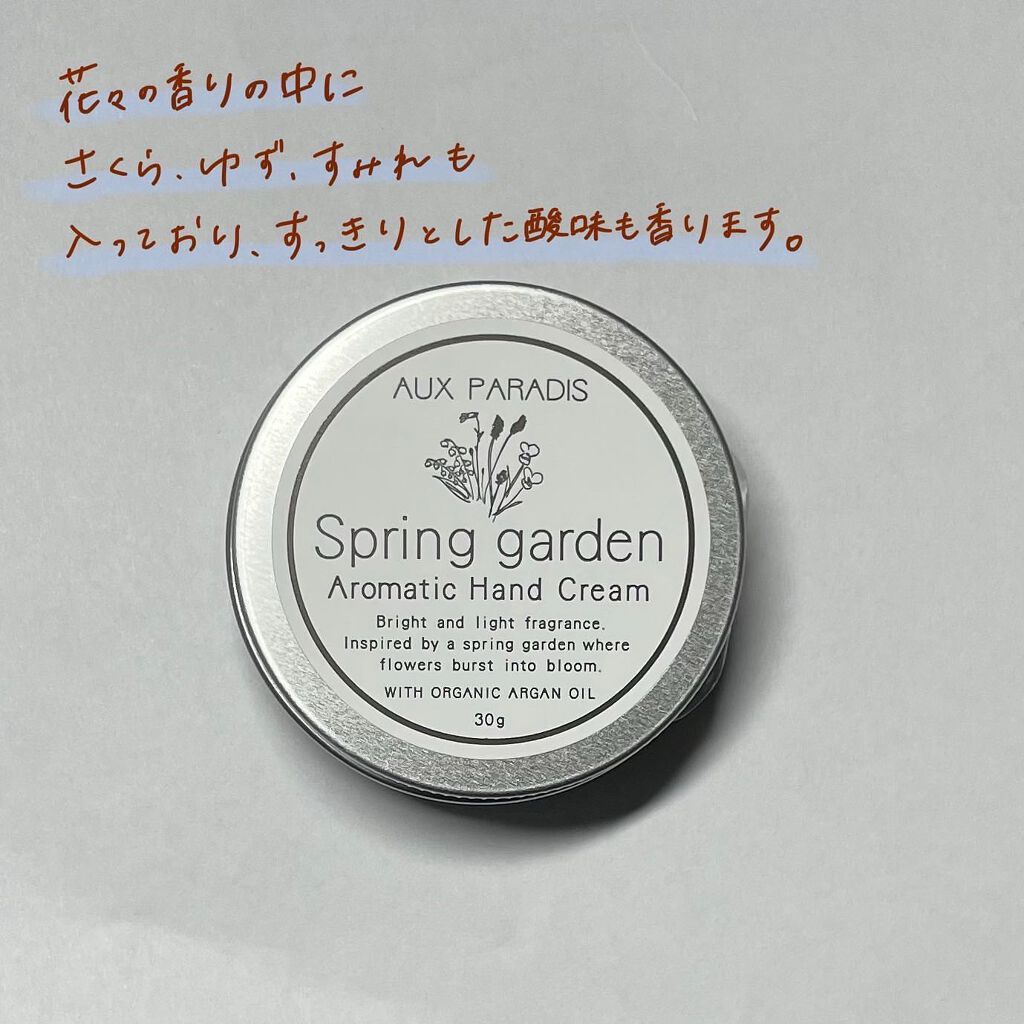 花々の香りの中に
さくら、ゆず、すみれも
入っており、すっきりとした酸味も香ります。
AUX PARADIS
Spring garden
Aromatic Hand Cream
Bright and light fragrance.
Inspired by a spring garden where
flowers burst into bloom.
WITH ORGANIC ARGAN OIL
30g